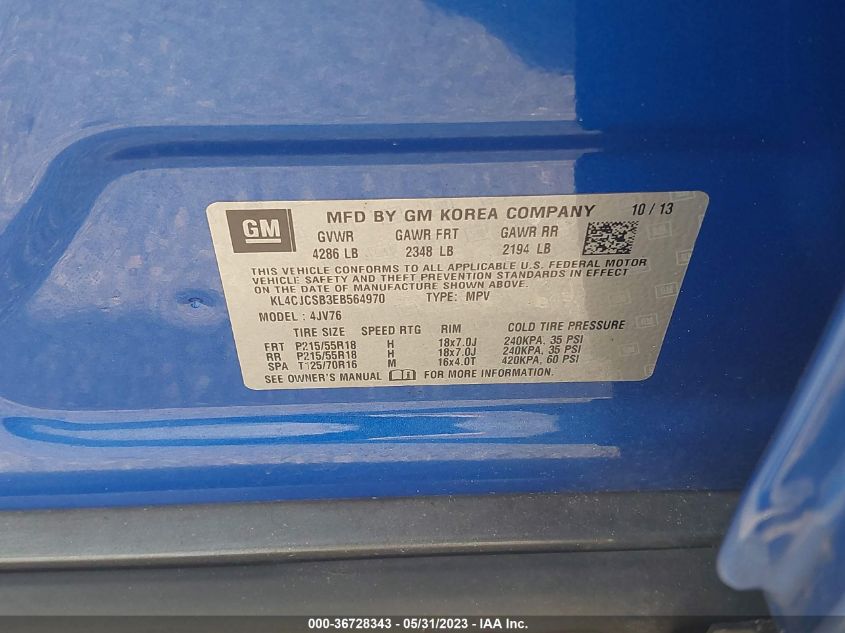 GM
MFD BY GM KOREA COMPANY 10 / 13
GVWR GAWR FRT GAWR RR
4286 LB 2348 LB 2194 LB
THIS VEHICLE CONFORMS TO ALL APPLICABLE U.S. FEDERAL MOTOR
VEHICLE SAFETY AND THEFT PREVENTION STANDARDS IN EFFECT
ON THE DATE OF MANUFACTURE SHOWN ABOVE.
KL4CJCSB3EB564970 TYPE: MPV
MODEL : 4JV76
TIRE SIZE SPEED RTG RIM COLD TIRE PRESSURE
FRT P215/55R18 H 18x7.0J 240KPA, 35 PSI
RR P215/55R18 H 18x7.0J 240KPA, 35 PSI
SPA T125/70R16 M 16x4.0T 420KPA, 60 PSI
SEE OWNER'S MANUAL FOR MORE INFORMATION.
000-36728343 - 05/31/2023 - IAA Inc.